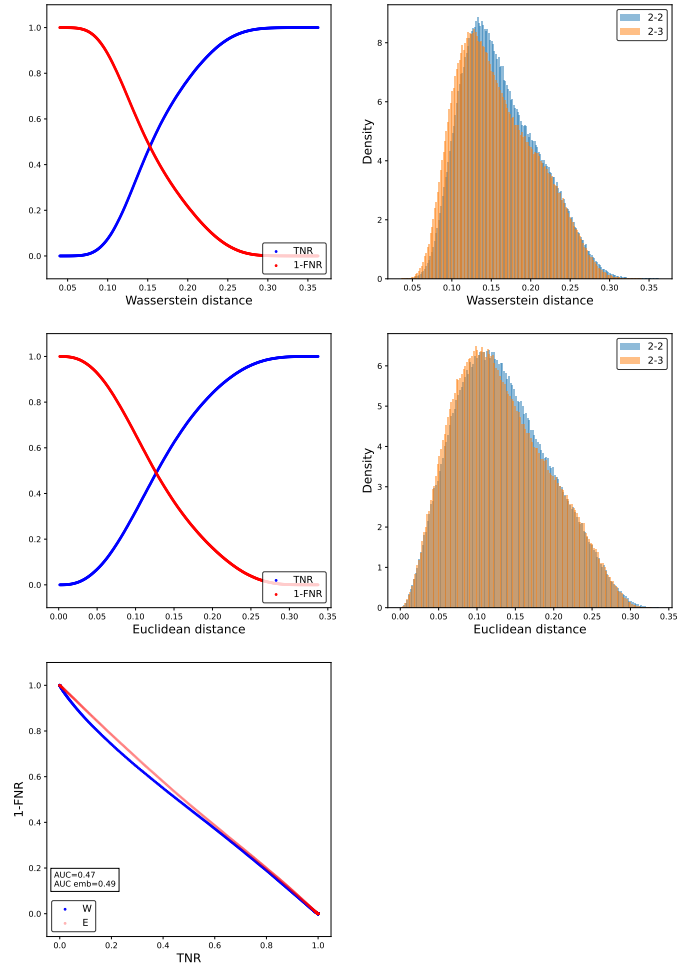 1.0
0.8
0.6
0.4
0.2
0.0
TNR
1-FNR
0.05 0.10 0.15 0.20 0.25 0.30 0.35
Wasserstein distance
Density
8
6
4
2
0
2-2
2-3
0.05 0.10 0.15 0.20 0.25 0.30 0.35
Wasserstein distance
1.0
0.8
0.6
0.4
0.2
0.0
TNR
1-FNR
0.00 0.05 0.10 0.15 0.20 0.25 0.30 0.35
Euclidean distance
Density
6
5
4
3
2
1
0
2-2
2-3
0.00 0.05 0.10 0.15 0.20 0.25 0.30 0.35
Euclidean distance
1-FNR
1.0
0.8
0.6
0.4
0.2
0.0
AUC=0.47
AUC emb=0.49
W
E
0.0 0.2 0.4 0.6 0.8 1.0
TNR